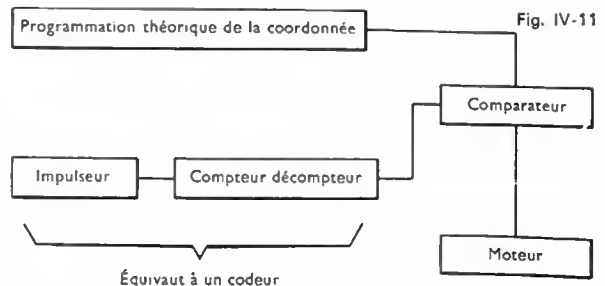 Programmation théorique de la coordonnée
Fig. IV-11
Comparateur
Impulseur
Compteur décompteur
Moteur
Équivaut à un codeur